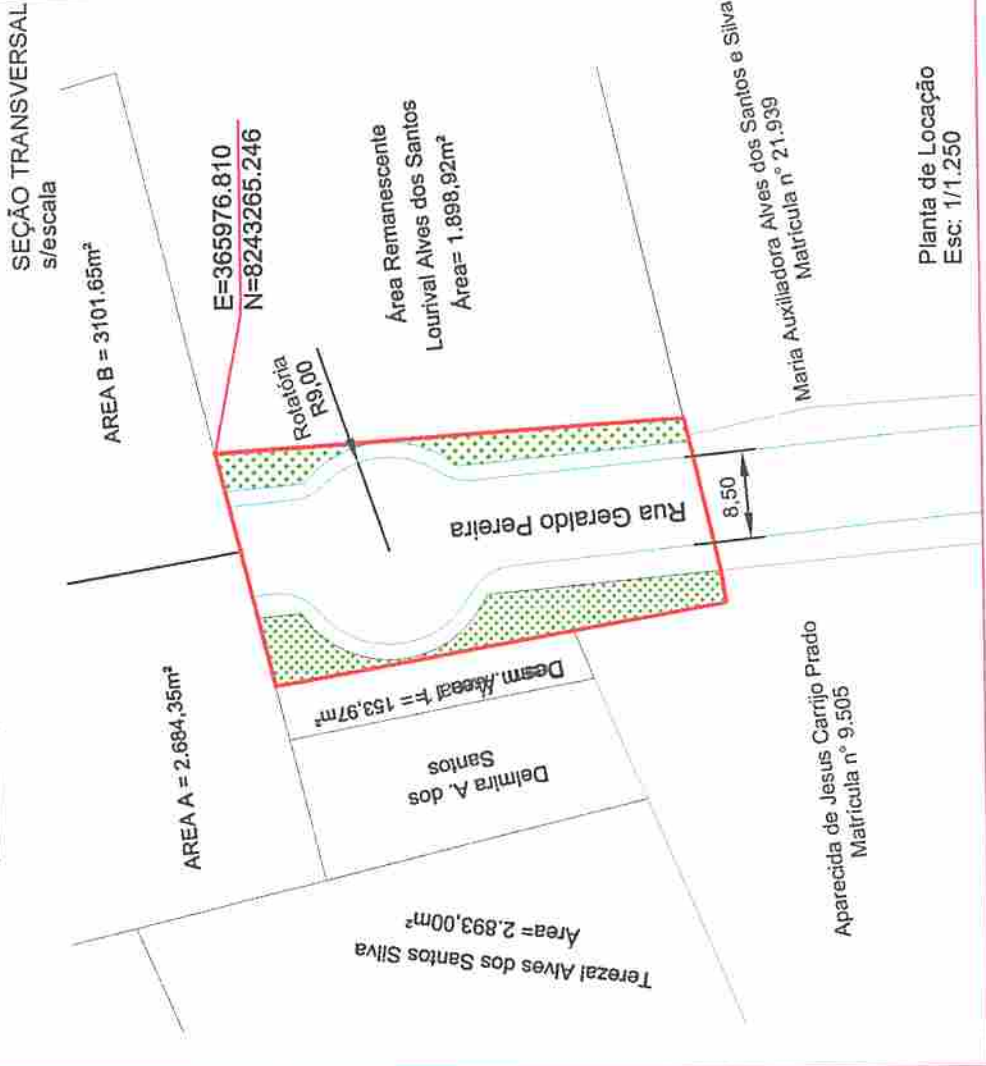 SEÇÃO TRANSVERSAL
s/escala
AREA B = 3101.65m²
E=365976.810
N=8243265.246
Rotatória
R9,00
Área Remanescente
Lourival Alves dos Santos
Área= 1.898,92m²
AREA A = 2.684,35m²
Rua Geraldo Pereira
8,50
Desm.
= 153,97m²
Delmira A. dos
Santos
Terezal Alves dos Santos Silva
Área= 2.893,00m²
Maria Auxiliadora Alves dos Santos e Silva
Matrícula n° 21.939
Aparecida de Jesus Carrijo Prado
Matrícula n° 9.505
Planta de Locação
Esc: 1/1.250